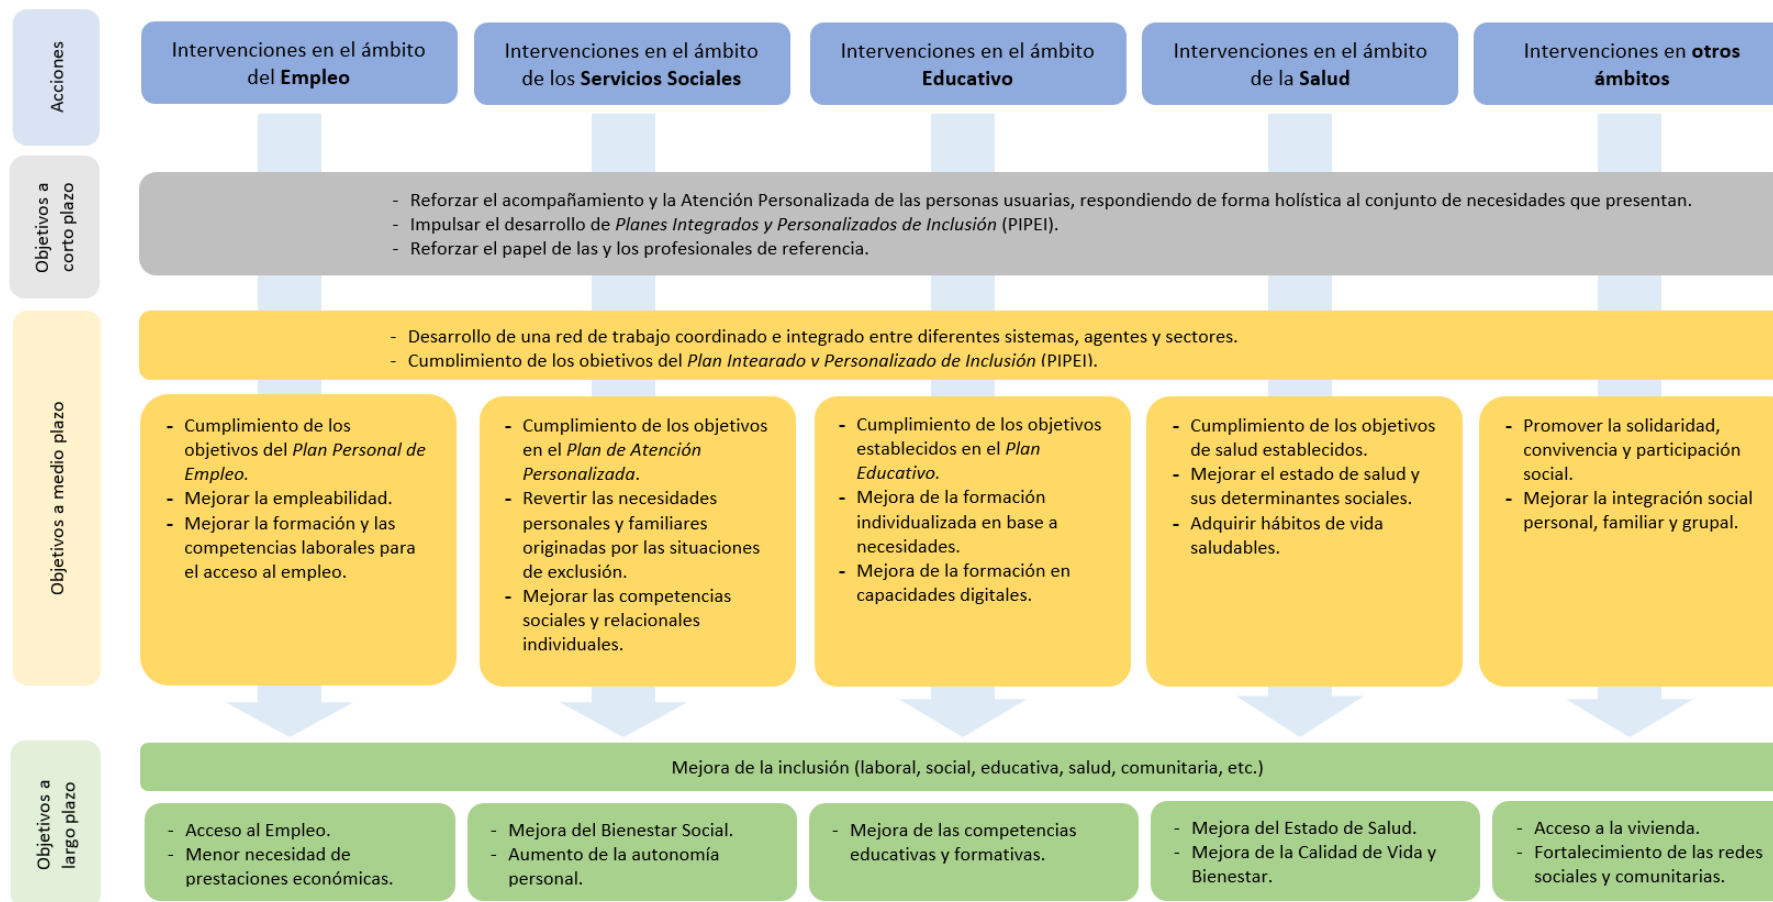 Acciones
Intervenciones en el ámbito
del Empleo
Intervenciones en el ámbito
de los Servicios Sociales
Intervenciones en el ámbito
Educativo
Intervenciones en el ámbito
de la Salud
Intervenciones en otros
ámbitos
Objetivos a
corto plazo
- Reforzar el acompañamiento y la Atención Personalizada de las personas usuarias, respondiendo de forma holística al conjunto de necesidades que presentan.
- Impulsar el desarrollo de Planes Integrados y Personalizados de Inclusión (PIPEI).
- Reforzar el papel de las y los profesionales de referencia.
Objetivos a medio plazo
- Desarrollo de una red de trabajo coordinado e integrado entre diferentes sistemas, agentes y sectores.
- Cumplimiento de los objetivos del Plan Integrado y Personalizado de Inclusión (PIPEI).
- Cumplimiento de los
objetivos del Plan Personal de
Empleo.
- Mejorar la empleabilidad.
- Mejorar la formación y las
competencias laborales para
el acceso al empleo.
- Cumplimiento de los objetivos
en el Plan de Atención
Personalizada.
- Revertir las necesidades
personales y familiares
originadas por las situaciones
de exclusión.
- Mejorar las competencias
sociales y relacionales
individuales.
- Cumplimiento de los objetivos
establecidos en el Plan
Educativo.
- Mejora de la formación
individualizada en base a
necesidades.
- Mejora de la formación en
capacidades digitales.
- Cumplimiento de los objetivos
de salud establecidos.
- Mejorar el estado de salud y
sus determinantes sociales.
- Adquirir hábitos de vida
saludables.
- Promover la solidaridad,
convivencia y participación
social.
- Mejorar la integración social
personal, familiar y grupal.
Objetivos a
largo plazo
Mejora de la inclusión (laboral, social, educativa, salud, comunitaria, etc.)
- Acceso al Empleo.
- Menor necesidad de
prestaciones económicas.
- Mejora del Bienestar Social.
- Aumento de la autonomía
personal.
- Mejora de las competencias
educativas y formativas.
- Mejora del Estado de Salud.
- Mejora de la Calidad de Vida y
Bienestar.
- Acceso a la vivienda.
- Fortalecimiento de las redes
sociales y comunitarias.